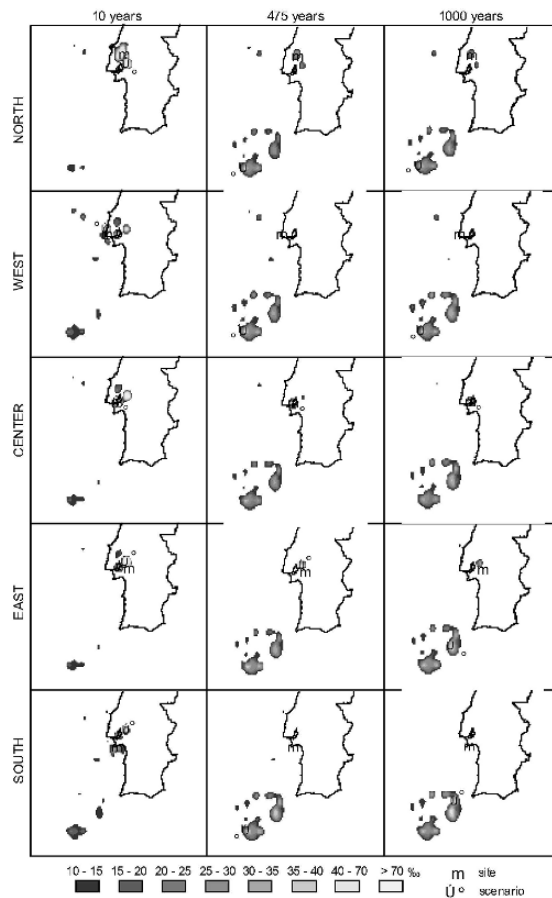 10 years 475 years 1000 years
NORTH
WEST
m m m
CENTER
EAST
m m m
SOUTH
m m m
10 - 15 15 - 20 20 - 25 25 - 30 30 - 35 35 - 40 40 - 70 > 70 ‰
m site
Ú ° scenario